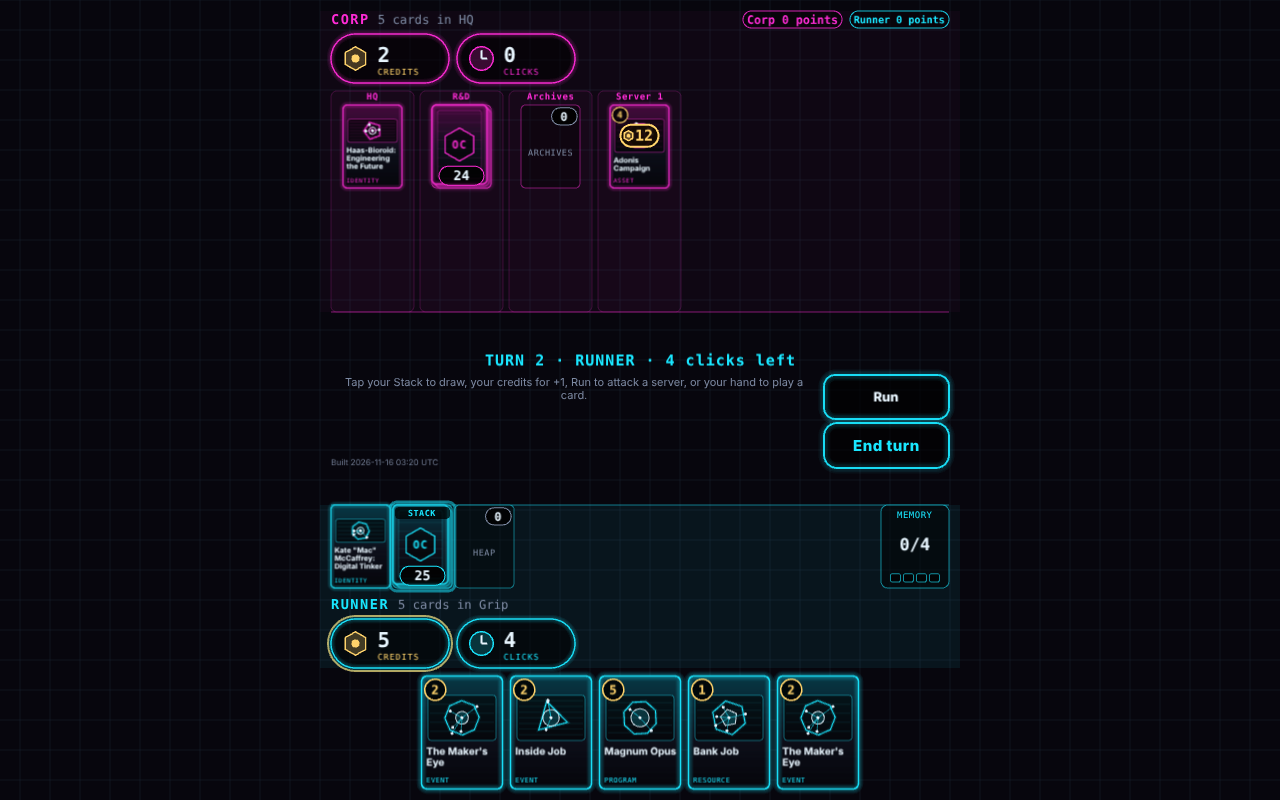 CORP 5 cards in HQ
Corp 0 points
Runner 0 points
2
CREDITS
0
CLICKS
HQ
R&D
Archives
Server 1
Haas-Bioroid:
Engineering
the Future
IDENTITY
OC
24
0
ARCHIVES
4
12
Adonis
Campaign
ASSET
TURN 2 · RUNNER · 4 clicks left
Tap your Stack to draw, your credits for +1, Run to attack a server, or your hand to play a
card.
Run
End turn
Built 2026-11-16 03:20 UTC
Kate "Mac"
McCaffrey:
Digital Tinker
IDENTITY
STACK
OC
25
0
HEAP
MEMORY
0/4
RUNNER 5 cards in Grip
5
CREDITS
4
CLICKS
2
The Maker's
Eye
EVENT
2
Inside Job
EVENT
5
Magnum Opus
PROGRAM
1
Bank Job
RESOURCE
2
The Maker's
Eye
EVENT